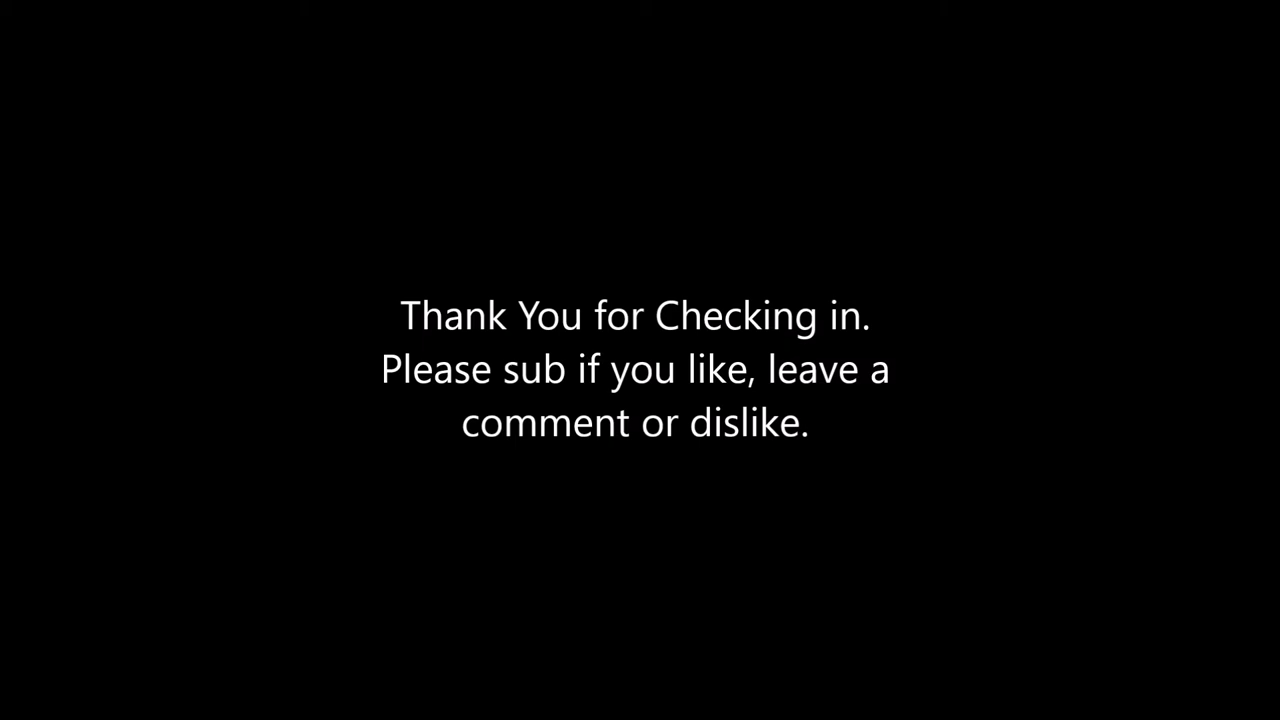 Thank You for Checking in.
Please sub if you like, leave a
comment or dislike.